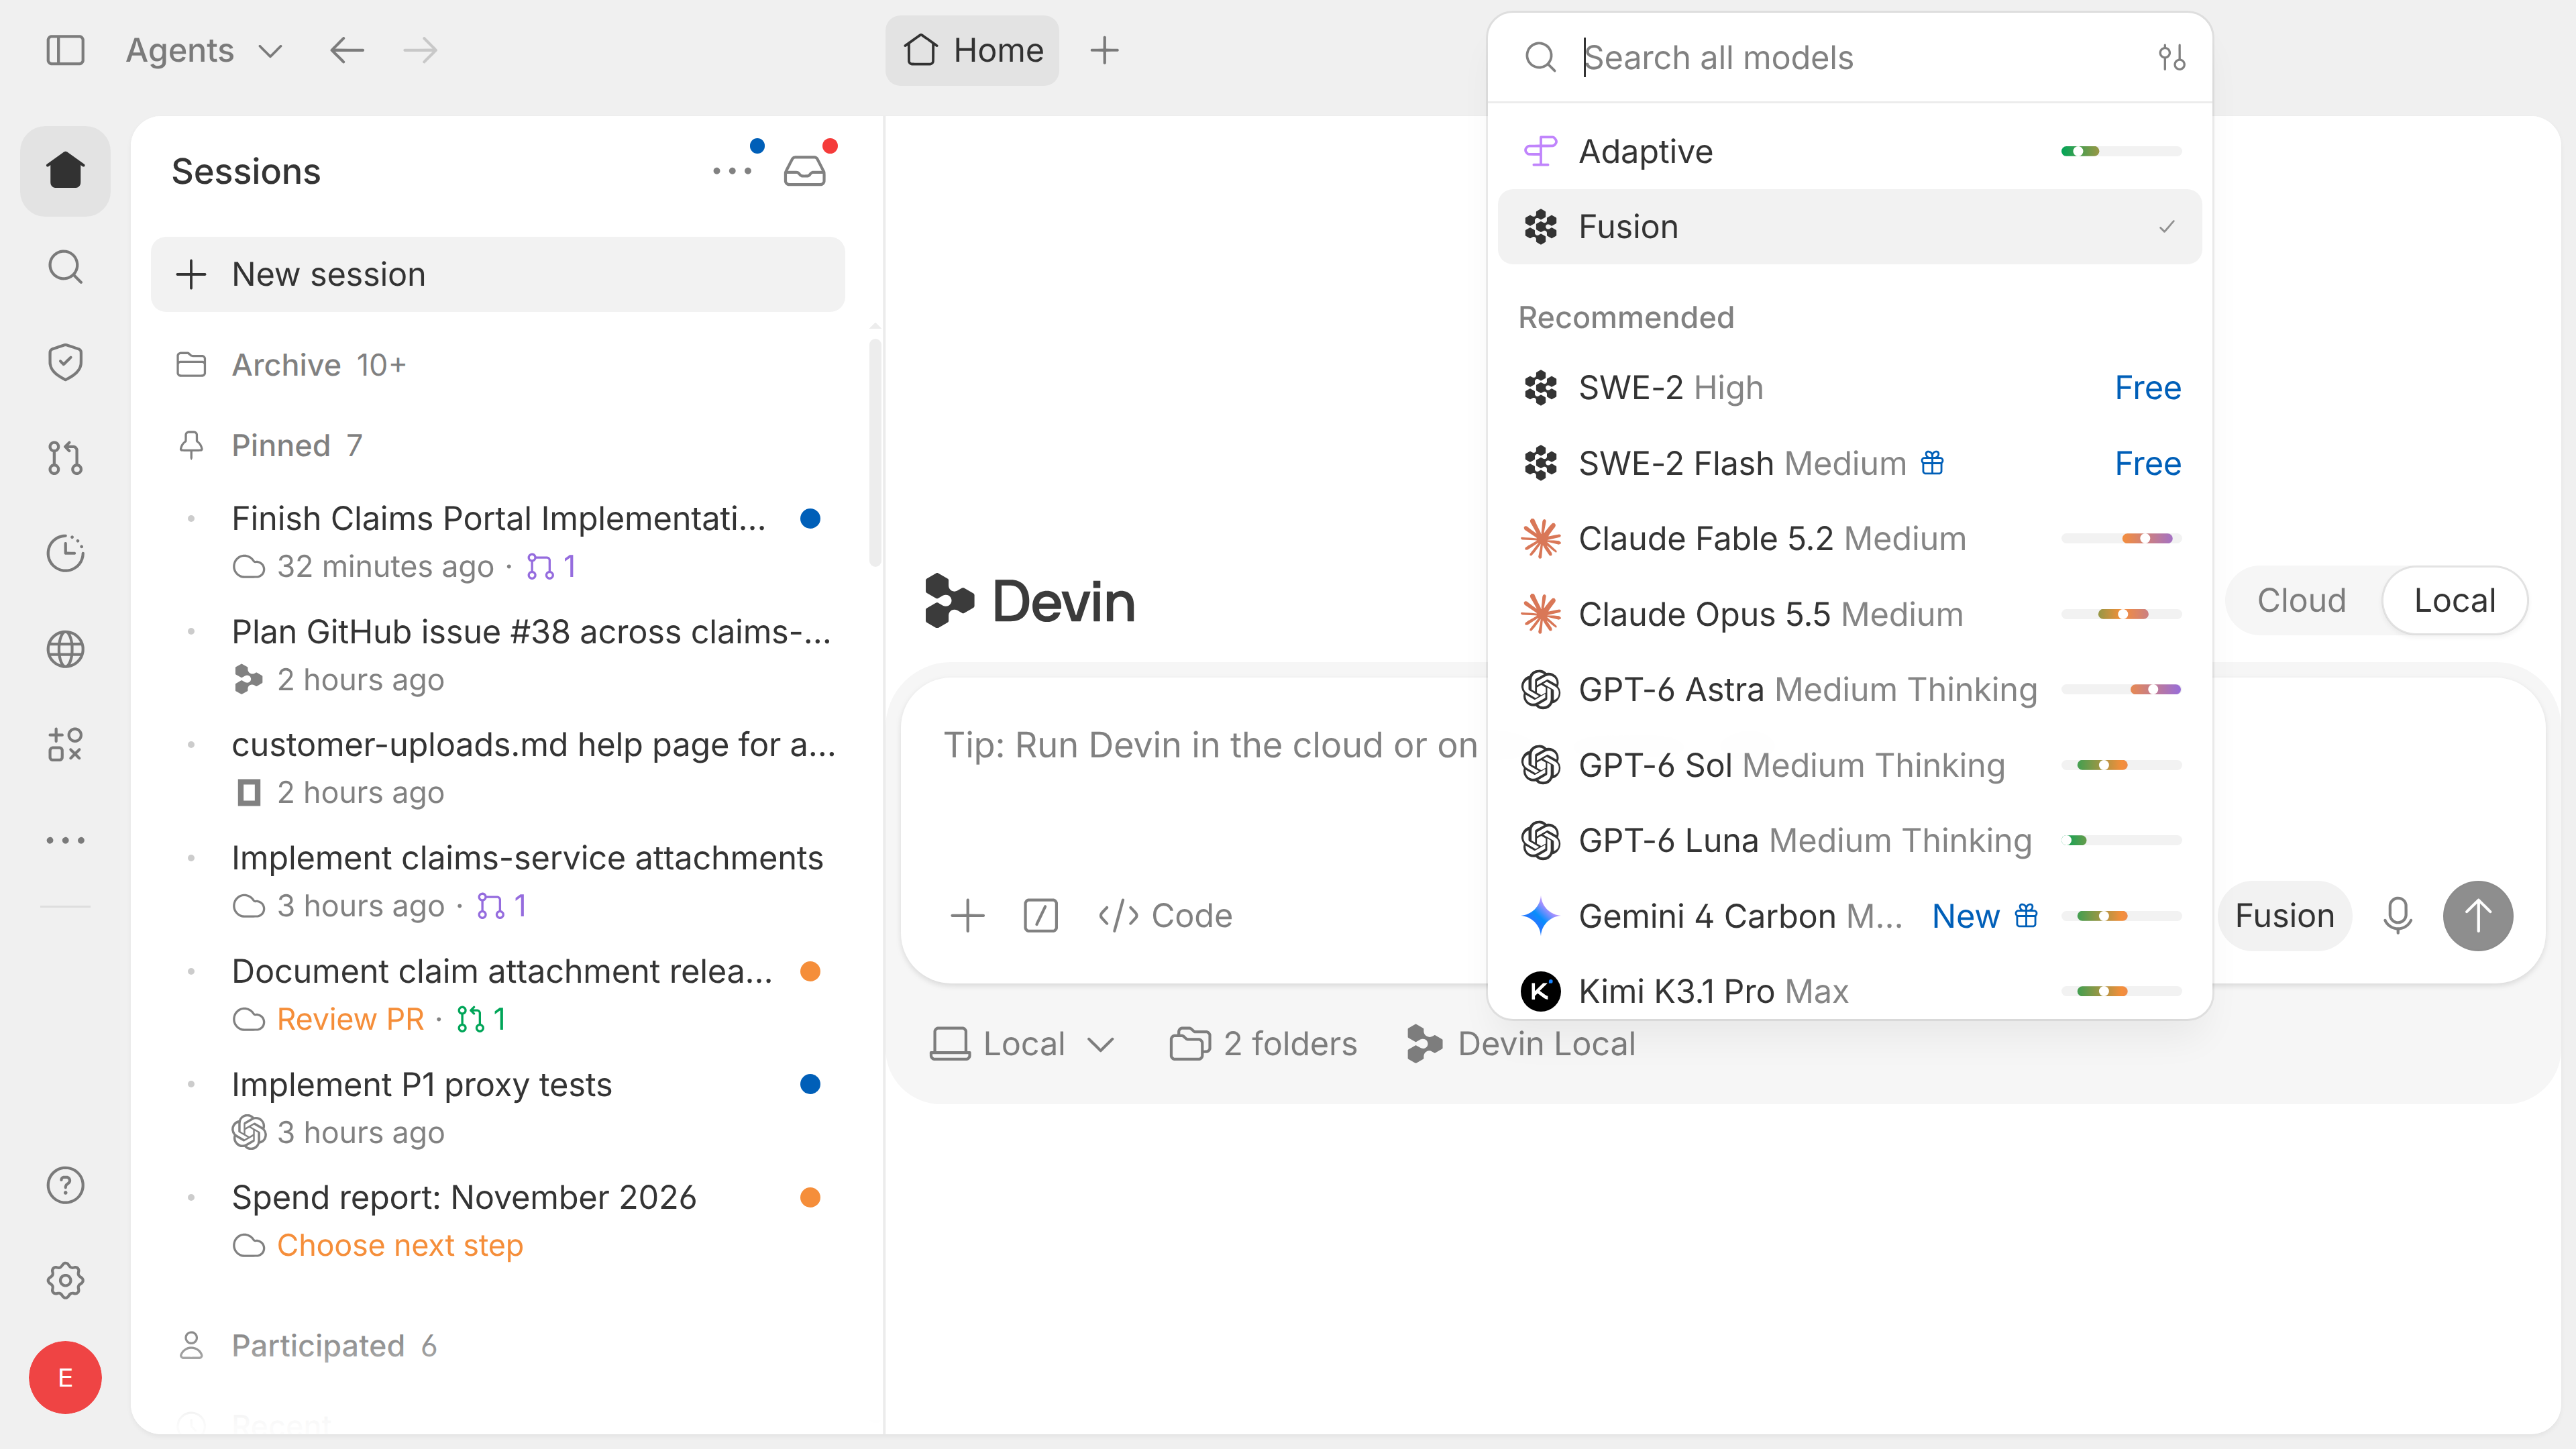 Agents
Home
Sessions
New session
Archive 10+
Pinned 7
Finish Claims Portal Implementati...
32 minutes ago · 1
Plan GitHub issue #38 across claims-...
2 hours ago
customer-uploads.md help page for a...
2 hours ago
Implement claims-service attachments
3 hours ago · 1
Document claim attachment relea...
Review PR · 1
Implement P1 proxy tests
3 hours ago
Spend report: November 2026
Choose next step
Participated 6
Recent
E
Devin
Cloud
Local
Tip: Run Devin in the cloud or on
Code
Fusion
Local
2 folders
Devin Local
Search all models
Adaptive
Fusion
Recommended
SWE-2 High Free
SWE-2 Flash Medium Free
Claude Fable 5.2 Medium
Claude Opus 5.5 Medium
GPT-6 Astra Medium Thinking
GPT-6 Sol Medium Thinking
GPT-6 Luna Medium Thinking
Gemini 4 Carbon M... New
Kimi K3.1 Pro Max